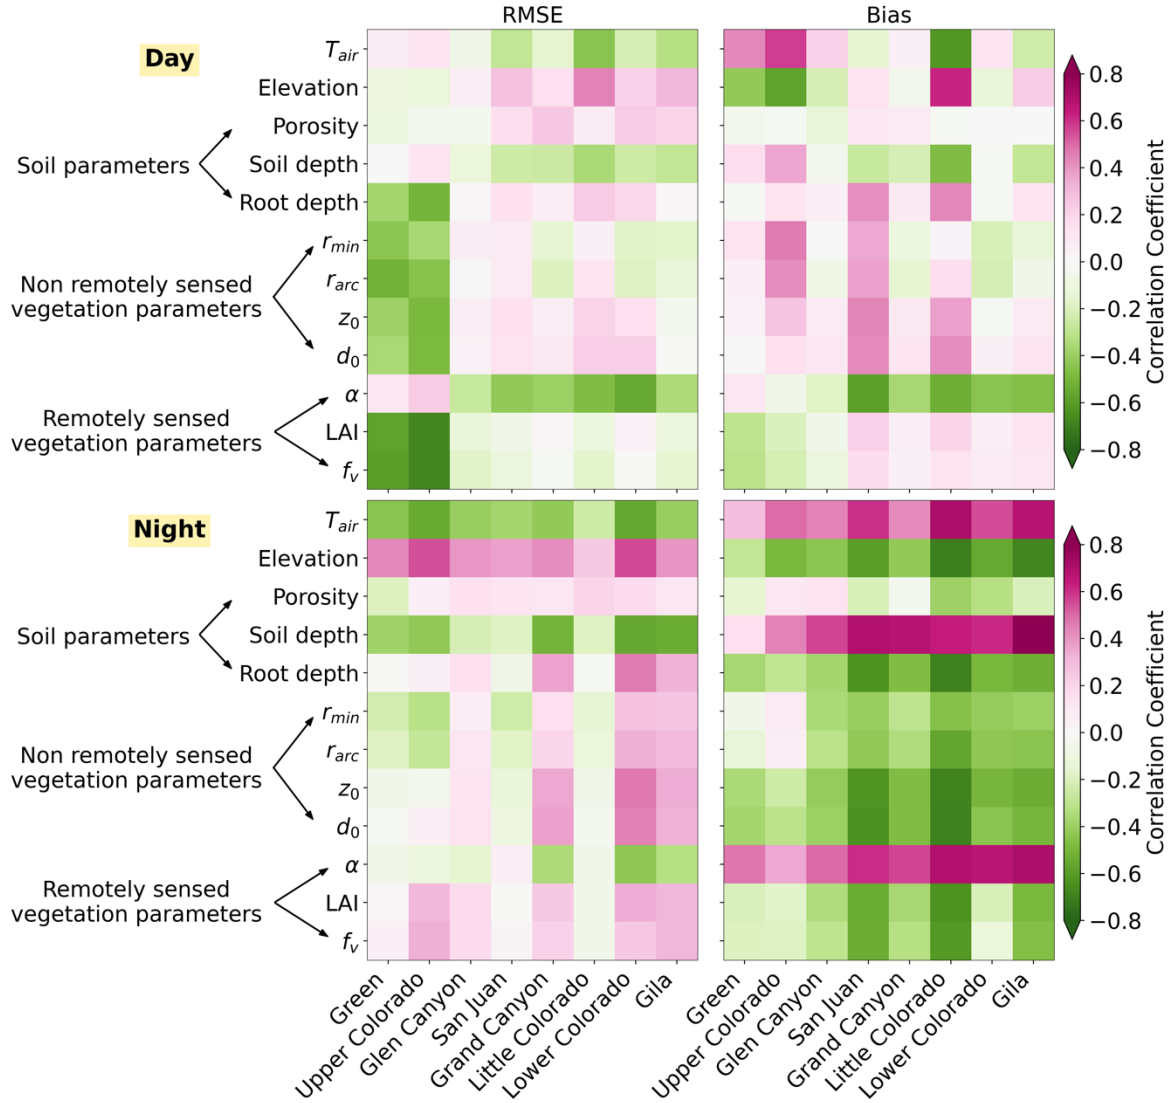 RMSE
Bias
Day
T_air
Elevation
Porosity
Soil depth
Root depth
r_min
r_arc
z_0
d_0
α
LAI
f_v
Soil parameters
Non remotely sensed
vegetation parameters
Remotely sensed
vegetation parameters
0.8
0.6
0.4
0.2
0.0
−0.2
−0.4
−0.6
−0.8
Correlation Coefficient
Night
T_air
Elevation
Porosity
Soil depth
Root depth
r_min
r_arc
z_0
d_0
α
LAI
f_v
Soil parameters
Non remotely sensed
vegetation parameters
Remotely sensed
vegetation parameters
0.8
0.6
0.4
0.2
0.0
−0.2
−0.4
−0.6
−0.8
Correlation Coefficient
Green
Upper Colorado
Glen Canyon
San Juan
Grand Canyon
Little Colorado
Lower Colorado
Gila
Green
Upper Colorado
Glen Canyon
San Juan
Grand Canyon
Little Colorado
Lower Colorado
Gila